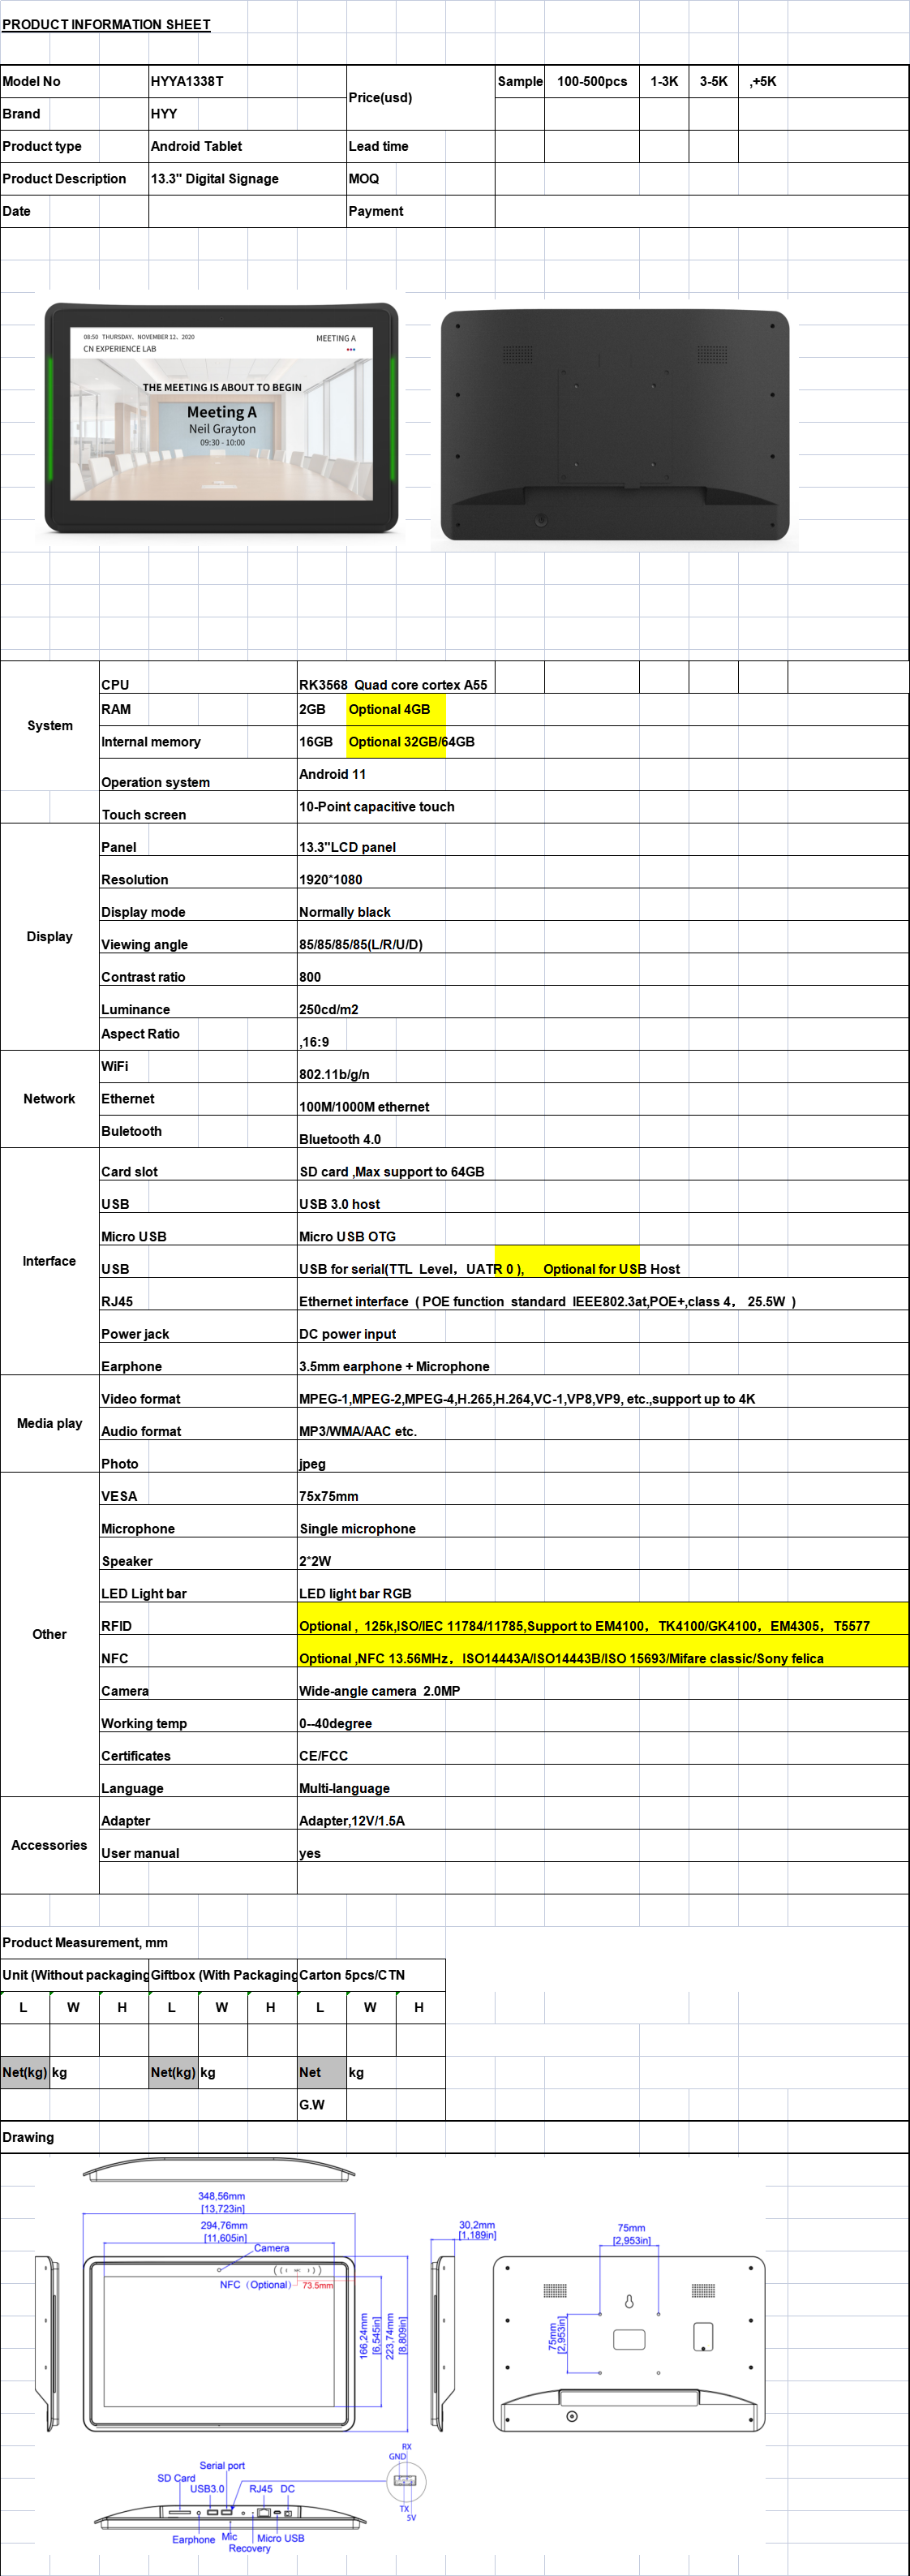 PRODUCT INFORMATION SHEET
Model No HYYA1338T Price(usd) Sample 100-500pcs 1-3K 3-5K ,+5K
Brand HYY
Product type Android Tablet Lead time
Product Description 13.3" Digital Signage MOQ
Date Payment
08:50 THURSDAY, NOVEMBER 12, 2020 MEETING A
CN EXPERIENCE LAB
THE MEETING IS ABOUT TO BEGIN
Meeting A
Neil Grayton
09:30 - 10:00
System
CPU RK3568 Quad core cortex A55
RAM 2GB Optional 4GB
Internal memory 16GB Optional 32GB/64GB
Operation system Android 11
Touch screen 10-Point capacitive touch
Display
Panel 13.3"LCD panel
Resolution 1920*1080
Display mode Normally black
Viewing angle 85/85/85/85(L/R/U/D)
Contrast ratio 800
Luminance 250cd/m2
Aspect Ratio ,16:9
Network
WiFi 802.11b/g/n
Ethernet 100M/1000M ethernet
Buletooth Bluetooth 4.0
Interface
Card slot SD card ,Max support to 64GB
USB USB 3.0 host
Micro USB Micro USB OTG
USB USB for serial(TTL Level，UATR 0 ), Optional for USB Host
RJ45 Ethernet interface ( POE function standard IEEE802.3at,POE+,class 4， 25.5W )
Power jack DC power input
Earphone 3.5mm earphone + Microphone
Media play
Video format MPEG-1,MPEG-2,MPEG-4,H.265,H.264,VC-1,VP8,VP9, etc.,support up to 4K
Audio format MP3/WMA/AAC etc.
Photo jpeg
Other
VESA 75x75mm
Microphone Single microphone
Speaker 2*2W
LED Light bar LED light bar RGB
RFID Optional , 125k,ISO/IEC 11784/11785,Support to EM4100，TK4100/GK4100，EM4305，T5577
NFC Optional ,NFC 13.56MHz，ISO14443A/ISO14443B/ISO 15693/Mifare classic/Sony felica
Camera Wide-angle camera 2.0MP
Working temp 0--40degree
Certificates CE/FCC
Language Multi-language
Accessories
Adapter Adapter,12V/1.5A
User manual yes
Product Measurement, mm
Unit (Without packaging Giftbox (With Packaging Carton 5pcs/CTN
L W H L W H L W H
Net(kg) kg Net(kg) kg Net kg
G.W
Drawing
348,56mm
[13,723in]
294,76mm
[11,605in]
Camera
NFC（Optional）
73.5mm
166,24mm
[6,545in]
223,74mm
[8,809in]
30,2mm
[1,189in]
75mm
[2,953in]
75mm
[2,953in]
RX
GND
TX
5V
Serial port
SD Card
USB3.0
RJ45
DC
Earphone
Mic
Recovery
Micro USB